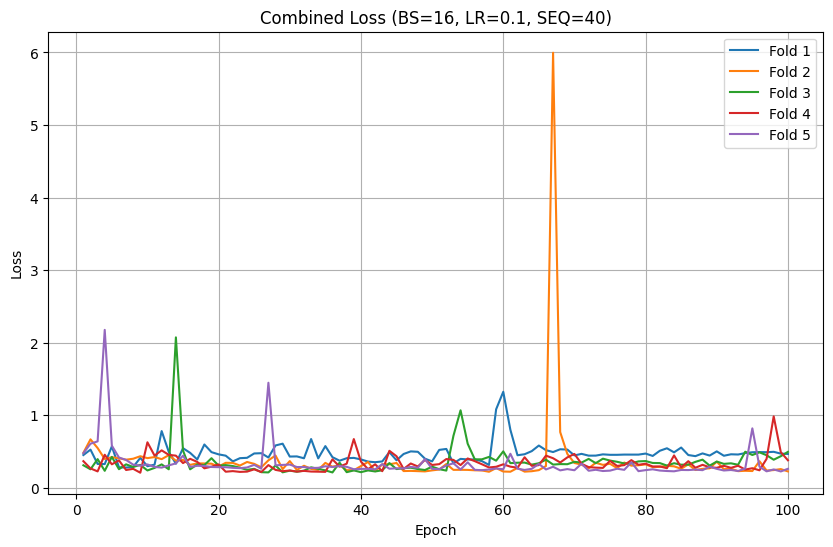 Combined Loss (BS=16, LR=0.1, SEQ=40)
Fold 1
Fold 2
Fold 3
Fold 4
Fold 5
Loss
6
5
4
3
2
1
0
0 20 40 60 80 100
Epoch